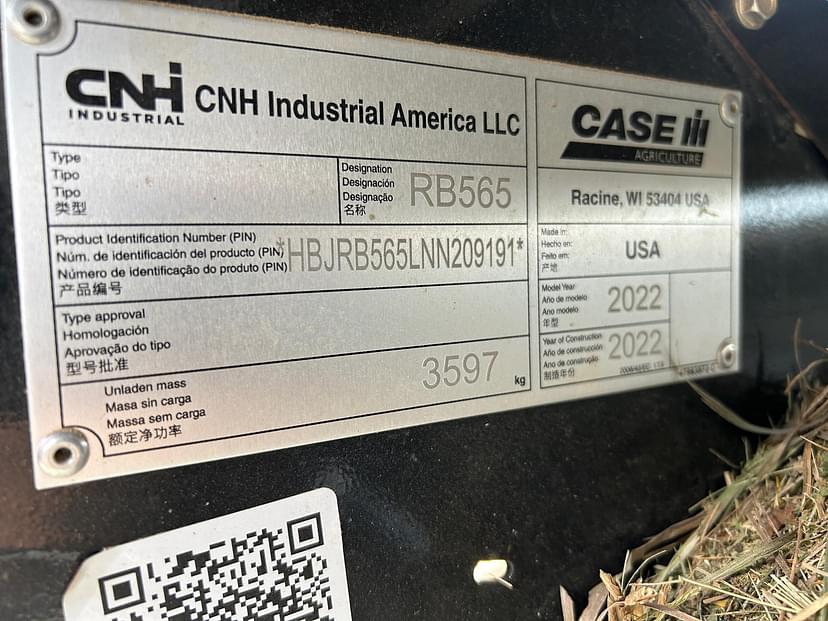 CNH
INDUSTRIAL
CNH Industrial America LLC
CASE IH
AGRICULTURE
Racine, WI 53404 USA
Type
Tipo
Tipo
类型
Designation
Designación
Designação
名称
RB565
Product Identification Number (PIN)
Núm. de identificación del producto (PIN)
Número de identificação do produto (PIN)
产品编号
*HBJRB565LNN209191*
Made in:
Hecho en:
Feito em:
产地
USA
Model Year
Año de modelo
Ano modelo
年型
2022
Type approval
Homologación
Aprovação do tipo
型号批准
Year of Construction
Año de construcción
Ano de construção
制造年份
2022
Unladen mass
Masa sin carga
Massa sem carga
额定净功率
3597
kg